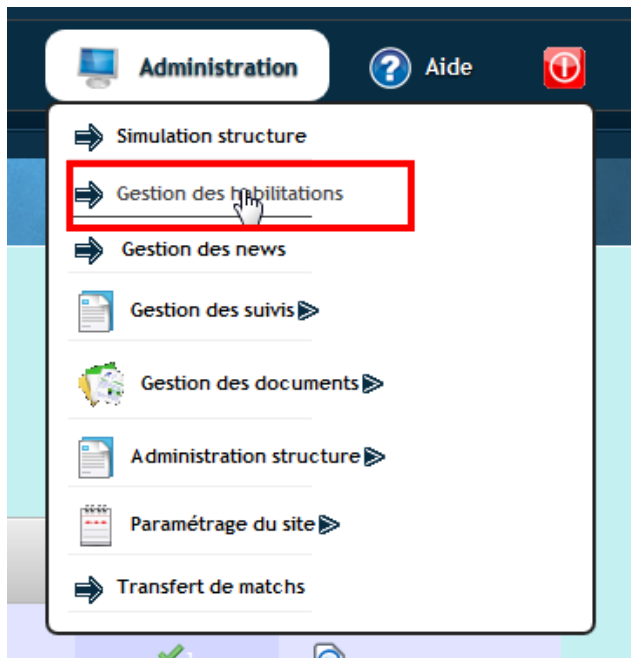 Administration Aide
Simulation structure
Gestion des habilitations
Gestion des news
Gestion des suivis
Gestion des documents
Administration structure
Paramétrage du site
Transfert de matchs